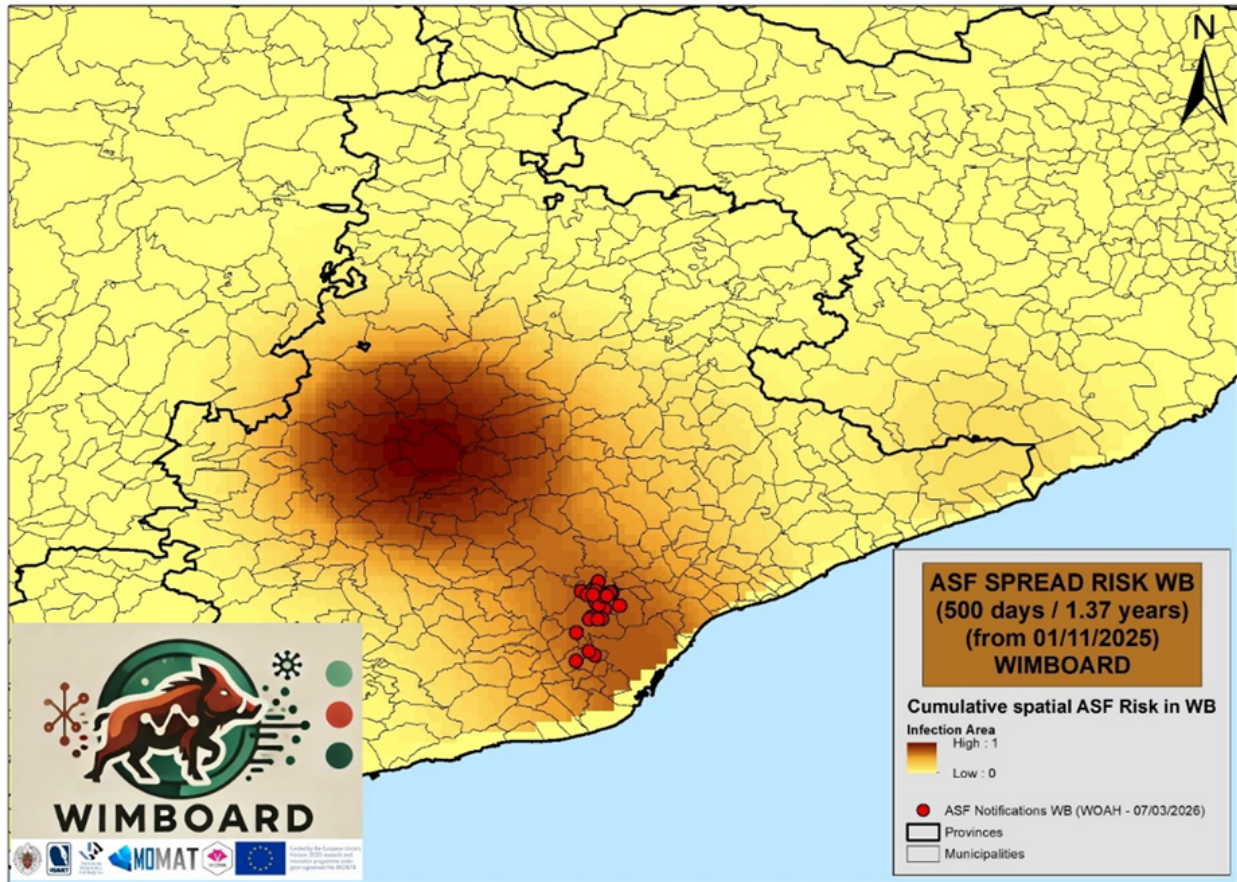 N
ASF SPREAD RISK WB
(500 days / 1.37 years)
(from 01/11/2025)
WIMBOARD
Cumulative spatial ASF Risk in WB
Infection Area
High : 1
Low : 0
ASF Notifications WB (WOAH - 07/03/2026)
Provinces
Municipalities
WIMBOARD
MOMAT